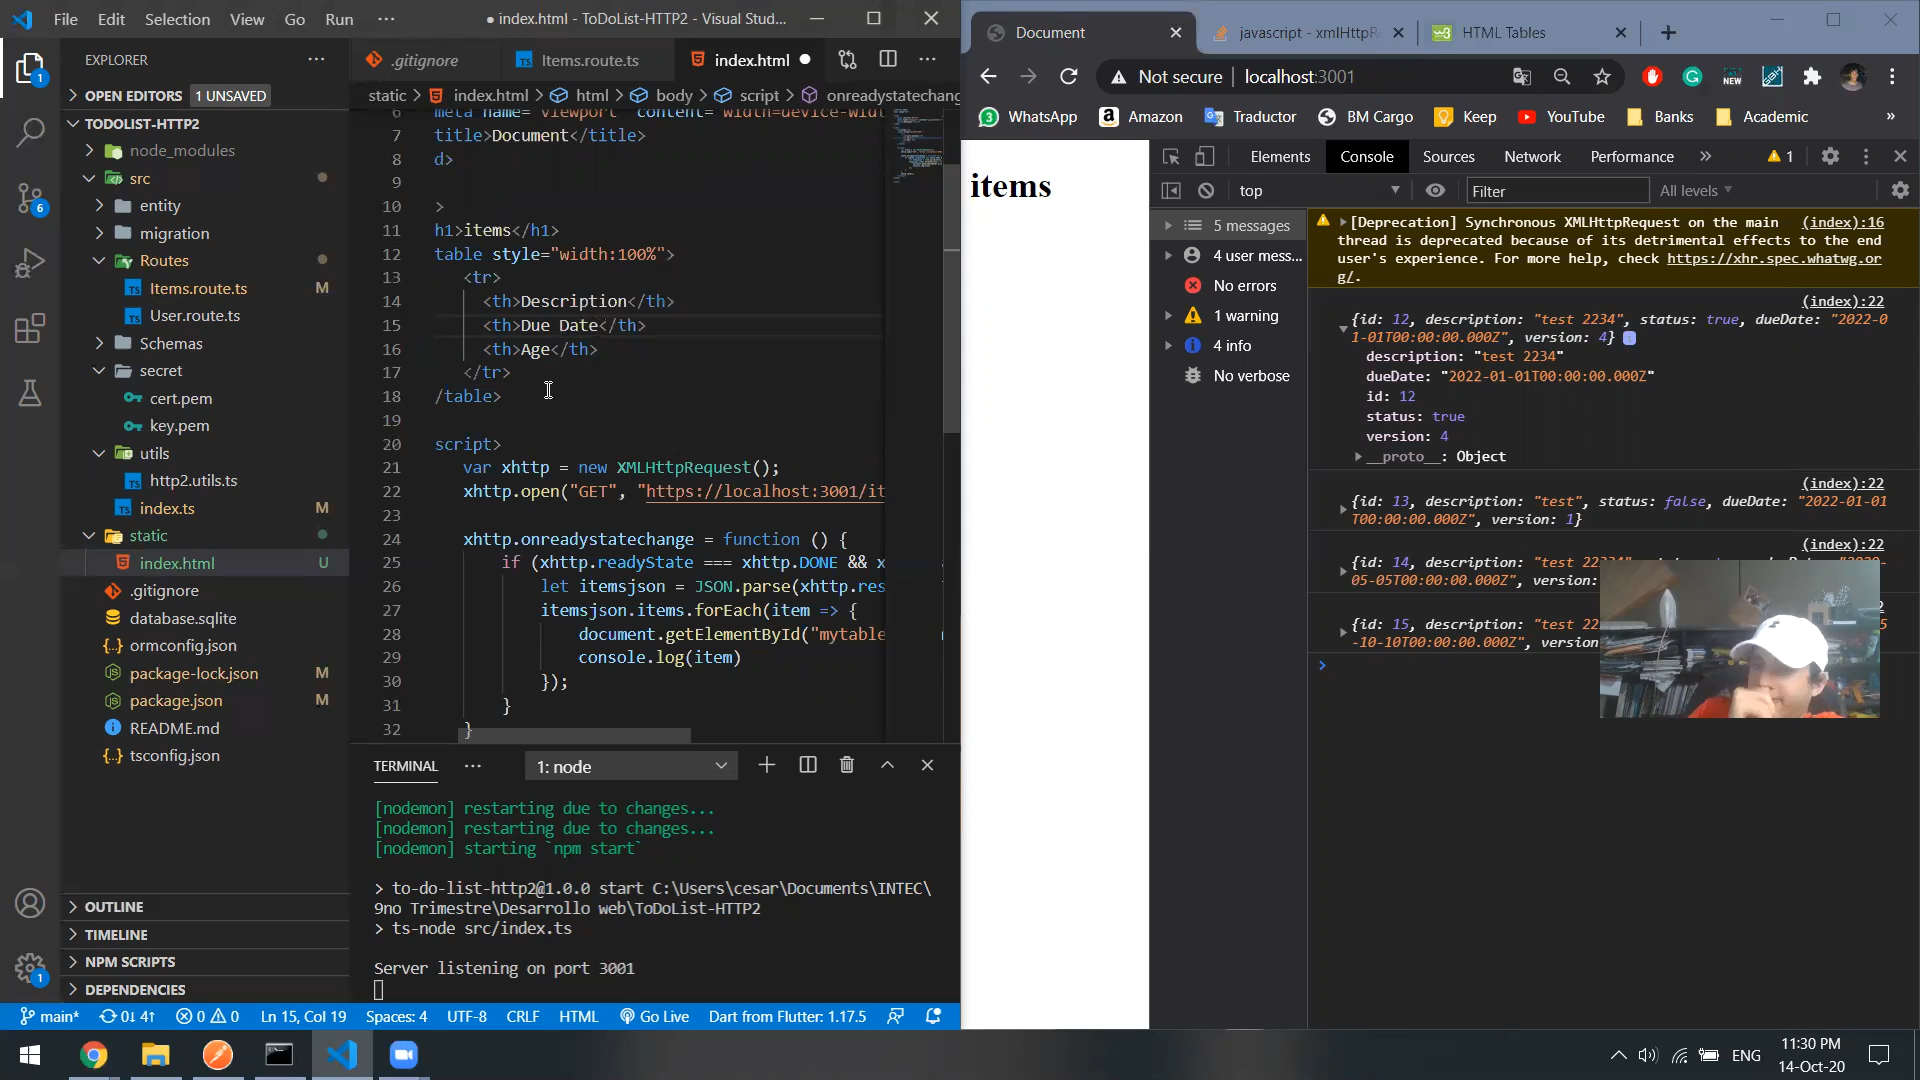 File Edit Selection View Go Run ··· ● index.html - ToDoList-HTTP2 - Visual Stud...
EXPLORER ···
OPEN EDITORS 1 UNSAVED
TODOLIST-HTTP2
node_modules
src
entity
migration
Routes
Items.route.ts M
User.route.ts
Schemas
secret
cert.pem
key.pem
utils
http2.utils.ts
index.ts M
static
index.html U
.gitignore
database.sqlite
ormconfig.json
package-lock.json M
package.json M
README.md
tsconfig.json
OUTLINE
TIMELINE
NPM SCRIPTS
DEPENDENCIES
.gitignore Items.route.ts index.html
static > index.html > html > body > script > onreadystatechang
6 meta name="viewport" content="width=device-widt
7 title>Document</title>
8 d>
9
10 >
11 h1>items</h1>
12 table style="width:100%">
13 <tr>
14 <th>Description</th>
15 <th>Due Date</th>
16 <th>Age</th>
17 </tr>
18 /table>
19
20 script>
21 var xhttp = new XMLHttpRequest();
22 xhttp.open("GET", "https://localhost:3001/it
23
24 xhttp.onreadystatechange = function () {
25 if (xhttp.readyState === xhttp.DONE && x
26 let itemsjson = JSON.parse(xhttp.res
27 itemsjson.items.forEach(item => {
28 document.getElementById("mytable
29 console.log(item)
30 });
31 }
32 }
TERMINAL ··· 1: node
[nodemon] restarting due to changes...
[nodemon] restarting due to changes...
[nodemon] starting `npm start`
> to-do-list-http2@1.0.0 start C:\Users\cesar\Documents\INTEC\
9no Trimestre\Desarrollo web\ToDoList-HTTP2
> ts-node src/index.ts
Server listening on port 3001
main* 0↓ 4↑ 0 0 Ln 15, Col 19 Spaces: 4 UTF-8 CRLF HTML Go Live Dart from Flutter: 1.17.5
Document javascript - xmlHttpR HTML Tables
Not secure | localhost:3001
NEW
WhatsApp Amazon Traductor BM Cargo Keep YouTube Banks Academic »
items
Elements Console Sources Network Performance » 1
top Filter All levels
5 messages
4 user mess...
No errors
1 warning
4 info
No verbose
[Deprecation] Synchronous XMLHttpRequest on the main (index):16
thread is deprecated because of its detrimental effects to the end
user's experience. For more help, check https://xhr.spec.whatwg.or
g/.
(index):22
{id: 12, description: "test 2234", status: true, dueDate: "2022-0
1-01T00:00:00.000Z", version: 4}
description: "test 2234"
dueDate: "2022-01-01T00:00:00.000Z"
id: 12
status: true
version: 4
__proto__: Object
(index):22
{id: 13, description: "test", status: false, dueDate: "2022-01-01
T00:00:00.000Z", version: 1}
(index):22
{id: 14, description: "test 22
05-05T00:00:00.000Z", version:
{id: 15, description: "test 22
-10-10T00:00:00.000Z", version
ENG
11:30 PM
14-Oct-20